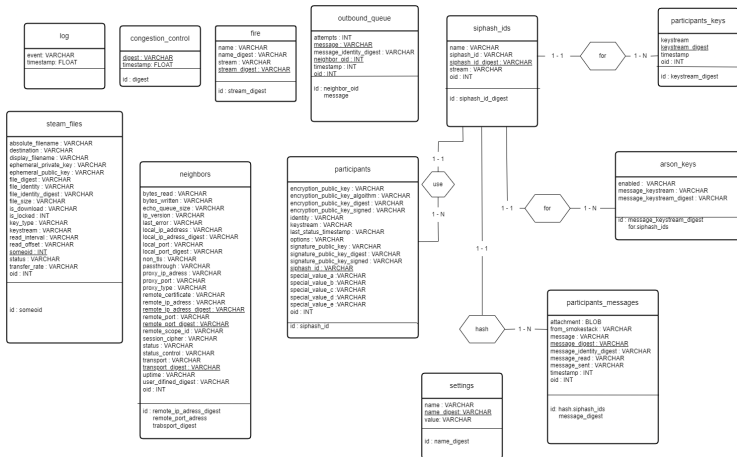 log
event: VARCHAR
timestamp: FLOAT
congestion_control
digest : VARCHAR
timestamp: FLOAT
id : digest
fire
name : VARCHAR
name_digest: VARCHAR
stream : VARCHAR
stream_digest : VARCHAR
id : stream_digest
outbound_queue
attempts : INT
message : VARCHAR
message_identity_digest : VARCHAR
neighbor_oid : INT
timestamp : INT
oid : INT
id : neighbor_oid
message
siphash_ids
name : VARCHAR
siphash_id : VARCHAR
siphash_id_digest : VARCHAR
stream : VARCHAR
oid : INT
id : siphash_id_digest
1 - 1
for
1 - N
participants_keys
keystream
keystream_digest
timestamp
oid : INT
id : keystream_digest
steam_files
absolute_filename : VARCHAR
destination : VARCHAR
display_filename : VARCHAR
ephemeral_private_key : VARCHAR
ephemeral_public_key : VARCHAR
file_digest : VARCHAR
file_identity : VARCHAR
file_identity_digest : VARCHAR
file_size : VARCHAR
is_download : VARCHAR
is_locked : INT
key_type : VARCHAR
keystream : VARCHAR
read_interval : VARCHAR
read_offset : VARCHAR
someoid : INT
status : VARCHAR
transfer_rate : VARCHAR
oid : INT
id : someoid
neighbors
bytes_read : VARCHAR
bytes_written : VARCHAR
echo_queue_size : VARCHAR
ip_version : VARCHAR
last_error : VARCHAR
local_ip_address : VARCHAR
local_ip_adress_digest : VARCHAR
local_port : VARCHAR
local_port_digest : VARCHAR
non_tls : VARCHAR
passthrough : VARCHAR
proxy_ip_adress : VARCHAR
proxy_port : VARCHAR
proxy_type : VARCHAR
remote_certificate : VARCHAR
remote_ip_adress : VARCHAR
remote_ip_adress_digest : VARCHAR
remote_port : VARCHAR
remote_port_digest : VARCHAR
remote_scope_id : VARCHAR
session_cipher : VARCHAR
status : VARCHAR
status_control : VARCHAR
transport : VARCHAR
transport_digest : VARCHAR
uptime : VARCHAR
user_difined_digest : VARCHAR
oid : INT
id : remote_ip_adress_digest
remote_port_adress
trabsport_digest
participants
encryption_public_key : VARCHAR
encryption_public_key_algoithm : VARCHAR
encryption_public_key_digest : VARCHAR
encryption_public_key_signed : VARCHAR
identity : VARCHAR
keystream : VARCHAR
last_status_timestamp : VARCHAR
options : VARCHAR
signature_public_key : VARCHAR
signature_public_key_digest : VARCHAR
signature_public_key_signed : VARCHAR
siphash_id : VARCHAR
special_value_a : VARCHAR
special_value_b : VARCHAR
special_value_c : VARCHAR
special_value_d : VARCHAR
special_value_e : VARCHAR
oid : INT
id : siphash_id
1 - 1
use
1 - N
1 - 1
for
1 - N
arson_keys
enabled : VARCHAR
message_keystream : VARCHAR
message_keystream_digest : VARCHAR
id : message_keystream_digest
for.siphash_ids
1 - 1
hash
1 - N
participants_messages
attachment : BLOB
from_smokestack : VARCHAR
message : VARCHAR
message_digest : VARCHAR
message_identity_digest : VARCHAR
message_read : VARCHAR
message_sent : VARCHAR
timestamp : INT
oid : INT
id: hash.siphash_ids
message_digest
settings
name : VARCHAR
name_digest: VARCHAR
value: VARCHAR
id : name_digest